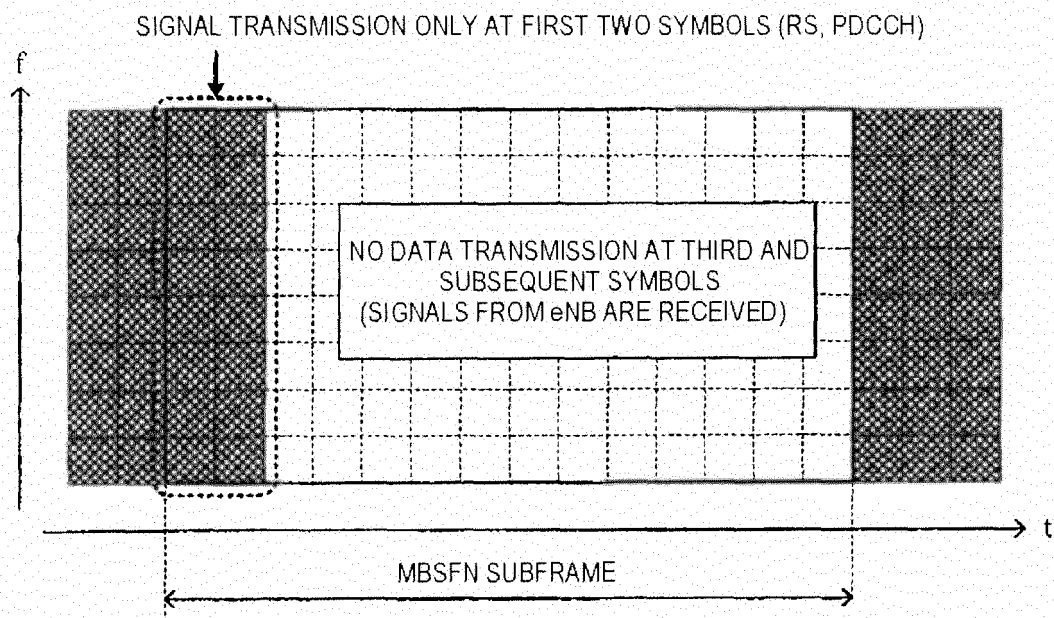 SIGNAL TRANSMISSION ONLY AT FIRST TWO SYMBOLS (RS, PDCCH)
f
NO DATA TRANSMISSION AT THIRD AND
SUBSEQUENT SYMBOLS
(SIGNALS FROM eNB ARE RECEIVED)
t
MBSFN SUBFRAME